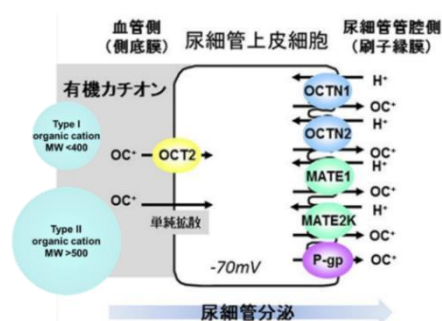 血管側
(側底膜)
尿細管上皮細胞
尿細管管腔側
(刷子縁膜)
有機カチオン
Type I
organic cation
MW <400
OC⁺
OCT2
OC⁺
単純拡散
Type II
organic cation
MW >500
-70mV
OCTN1
H⁺
OC⁺
OCTN2
H⁺
OC⁺
MATE1
H⁺
OC⁺
MATE2K
H⁺
OC⁺
P-gp
OC⁺
尿細管分泌